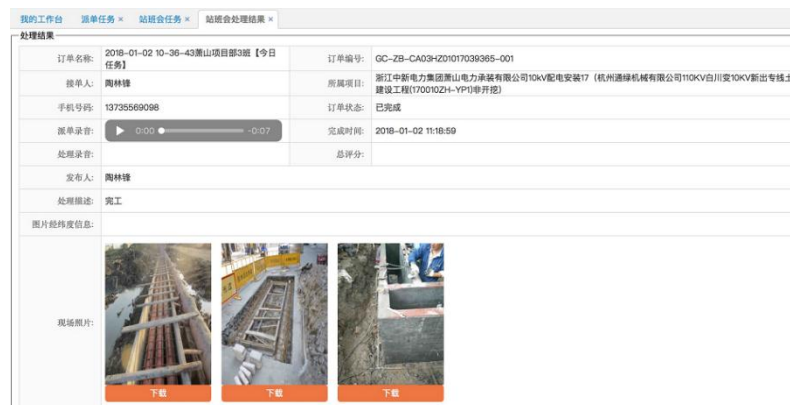 我的工作台 派单任务 × 站班会任务 × 站班会处理结果 ×
处理结果
订单名称: 2018-01-02 10-36-43萧山项目部3班【今日
任务】
订单编号: GC-ZB-CA03HZ01017039365-001
接单人: 陶林锋
所属项目: 浙江中新电力集团萧山电力承装有限公司10kV配电安装17（杭州通绿机械有限公司110KV白川变10KV新出专线土
建设工程(170010ZH-YP1)非开挖）
手机号码: 13735569098
订单状态: 已完成
派单录音: 0:00 -0:07
完成时间: 2018-01-02 11:18:59
处理录音:
总评分:
发布人: 陶林锋
处理描述: 完工
图片经纬度信息:
现场照片:
下载 下载 下载